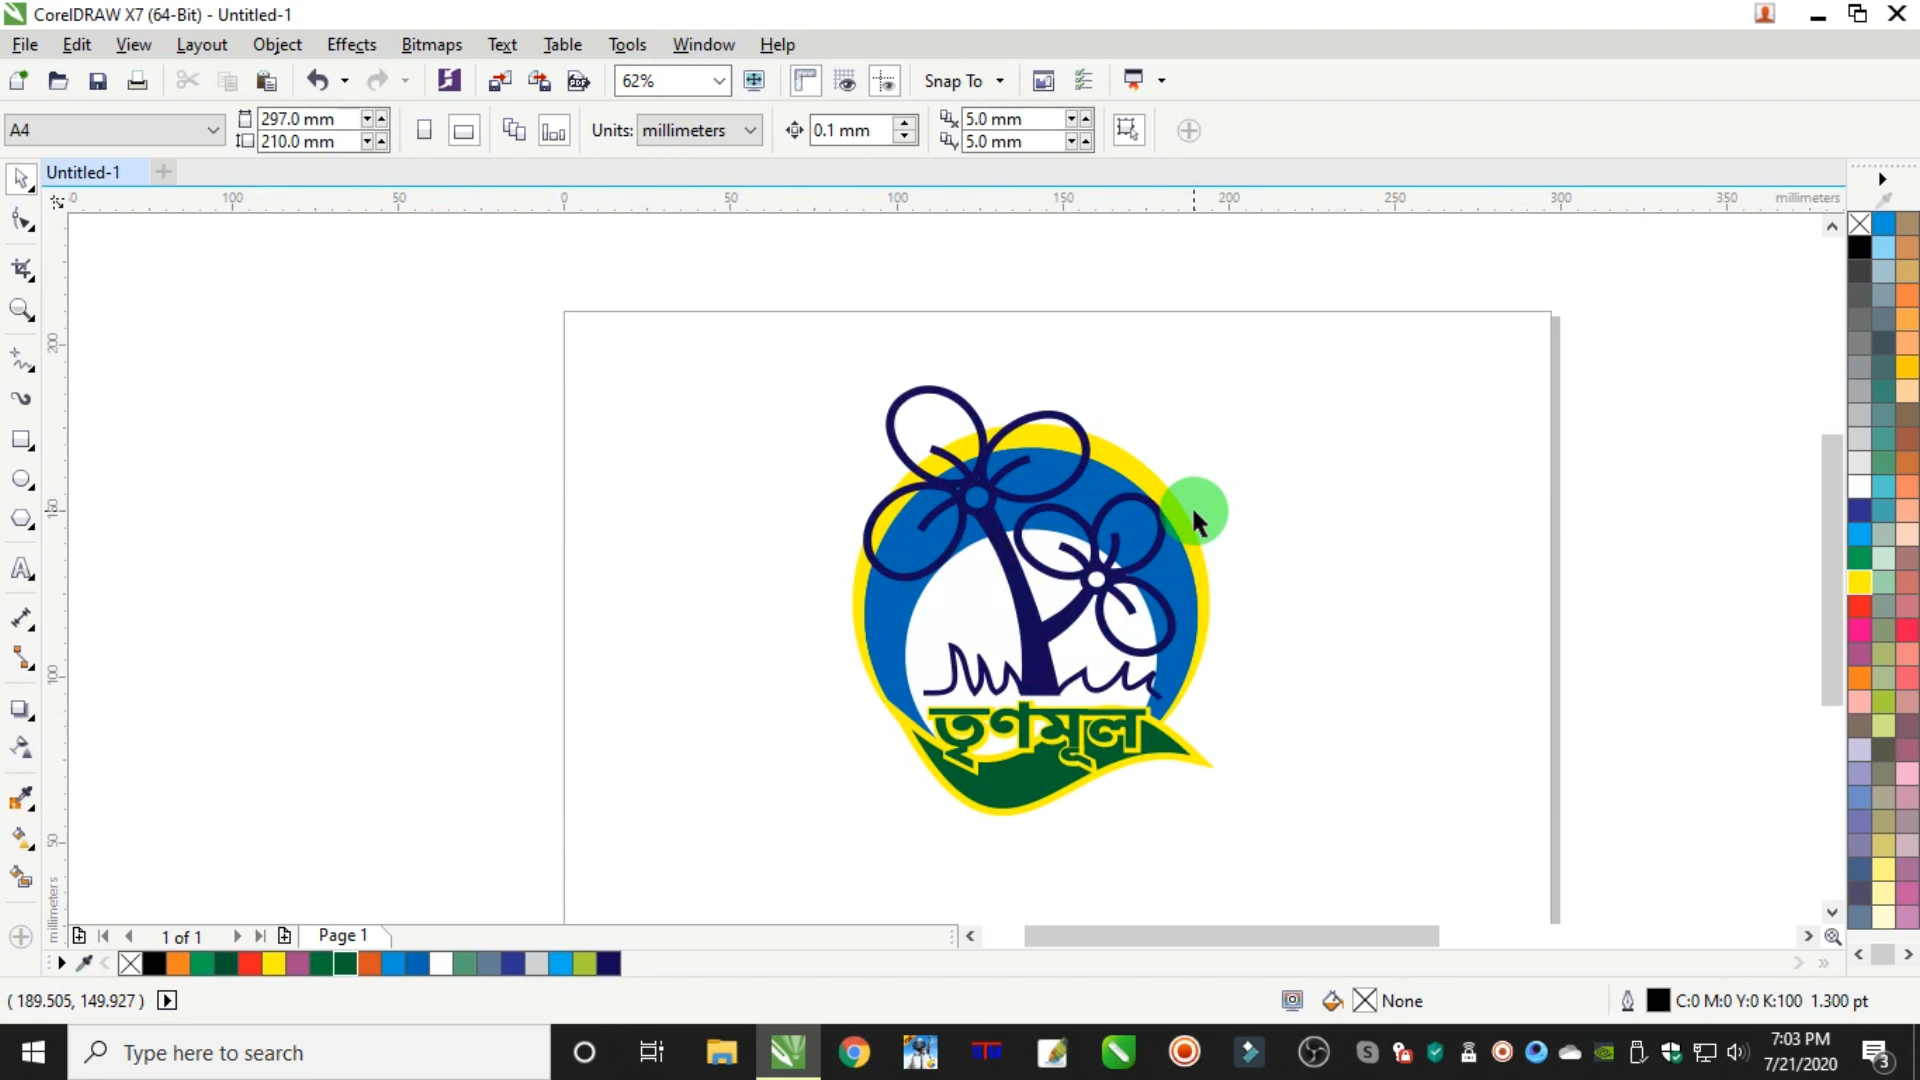 CorelDRAW X7 (64-Bit) - Untitled-1
File Edit View Layout Object Effects Bitmaps Text Table Tools Window Help
62% Snap To
A4 297.0 mm 210.0 mm Units: millimeters 0.1 mm 5.0 mm 5.0 mm
Untitled-1
100 50 0 50 100 150 200 250 300 350 millimeters
200
150
100
50
millimeters
তৃণমূল
1 of 1 Page 1
( 189.505, 149.927 ) None C:0 M:0 Y:0 K:100 1.300 pt
Type here to search
7:03 PM
7/21/2020
3